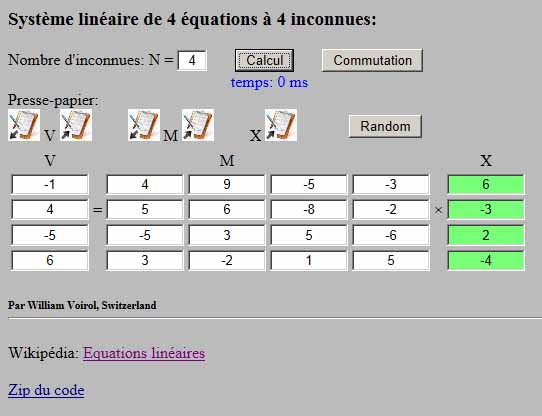 Système linéaire de 4 équations à 4 inconnues:
Nombre d'inconnues: N = 4 Calcul Commutation
temps: 0 ms
Presse-papier:
V M X Random
V M X
-1 4 9 -5 -3 6
4 = 5 6 -8 -2 × -3
-5 -5 3 5 -6 2
6 3 -2 1 5 -4
Par William Voirol, Switzerland
Wikipédia: Equations linéaires
Zip du code